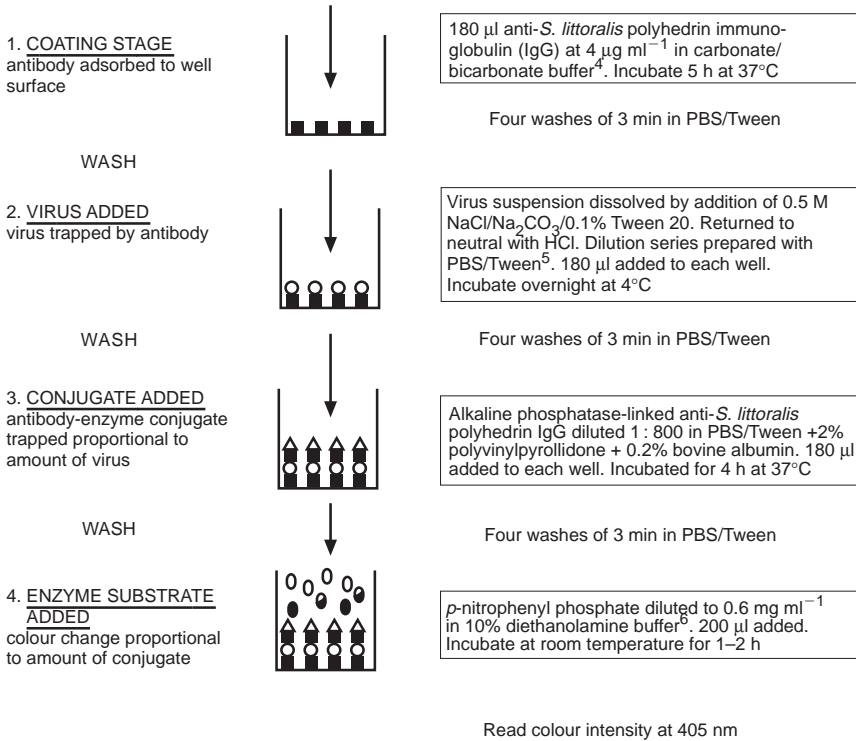 1. COATING STAGE
antibody adsorbed to well
surface
180 µl anti-S. littoralis polyhedrin immuno-
globulin (IgG) at 4 µg ml⁻¹ in carbonate/
bicarbonate buffer⁴. Incubate 5 h at 37°C
Four washes of 3 min in PBS/Tween
WASH
2. VIRUS ADDED
virus trapped by antibody
Virus suspension dissolved by addition of 0.5 M
NaCl/Na₂CO₃/0.1% Tween 20. Returned to
neutral with HCl. Dilution series prepared with
PBS/Tween⁵. 180 µl added to each well.
Incubate overnight at 4°C
WASH
Four washes of 3 min in PBS/Tween
3. CONJUGATE ADDED
antibody-enzyme conjugate
trapped proportional to
amount of virus
Alkaline phosphatase-linked anti-S. littoralis
polyhedrin IgG diluted 1 : 800 in PBS/Tween +2%
polyvinylpyrollidone + 0.2% bovine albumin. 180 µl
added to each well. Incubated for 4 h at 37°C
WASH
Four washes of 3 min in PBS/Tween
4. ENZYME SUBSTRATE
ADDED
colour change proportional
to amount of conjugate
p-nitrophenyl phosphate diluted to 0.6 mg ml⁻¹
in 10% diethanolamine buffer⁶. 200 µl added.
Incubate at room temperature for 1–2 h
Read colour intensity at 405 nm